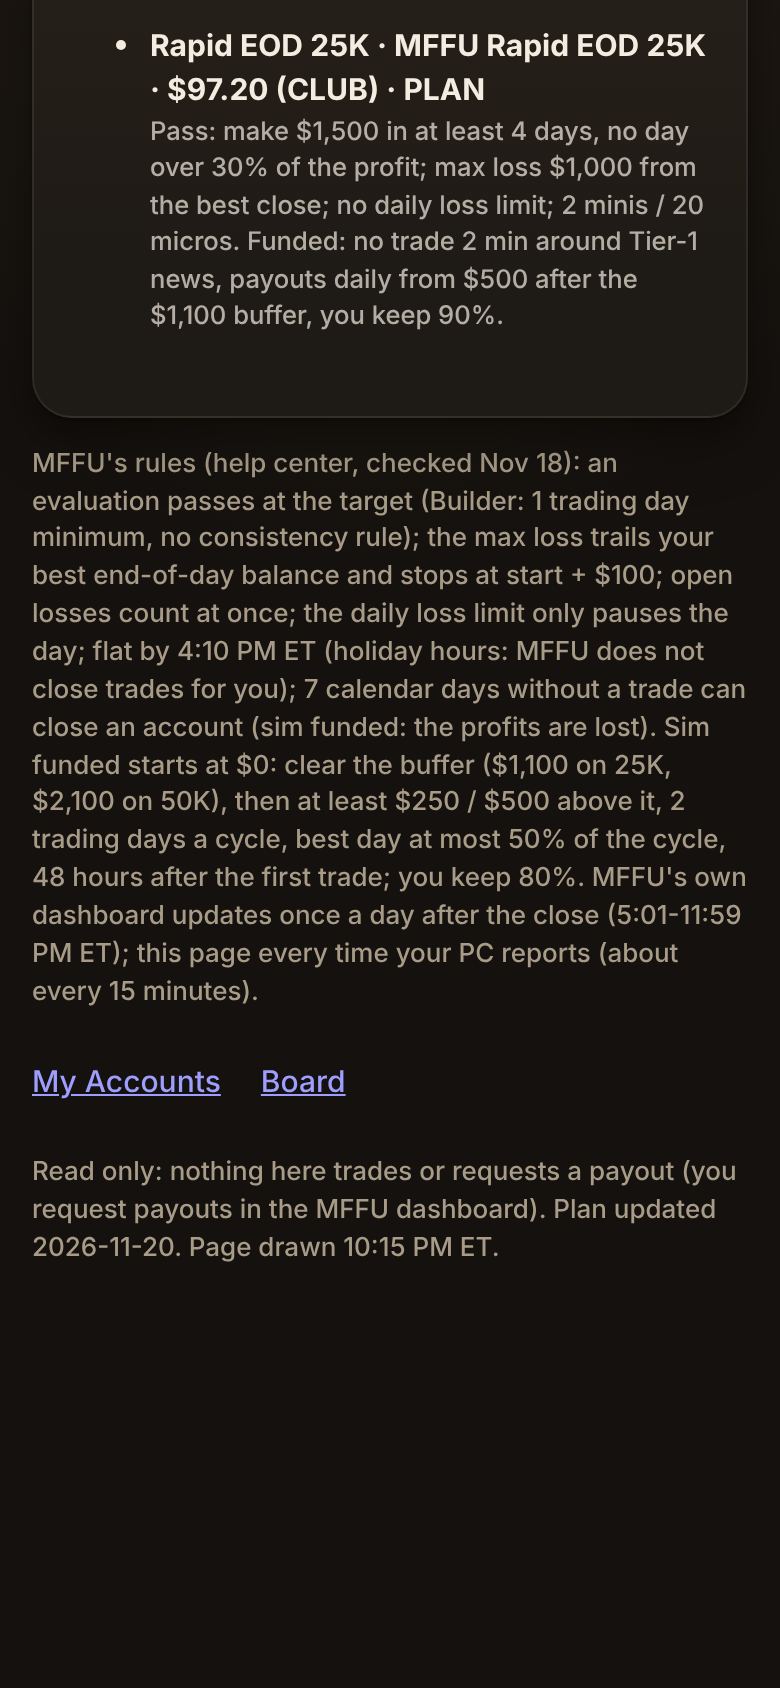 • Rapid EOD 25K · MFFU Rapid EOD 25K
· $97.20 (CLUB) · PLAN
Pass: make $1,500 in at least 4 days, no day
over 30% of the profit; max loss $1,000 from
the best close; no daily loss limit; 2 minis / 20
micros. Funded: no trade 2 min around Tier-1
news, payouts daily from $500 after the
$1,100 buffer, you keep 90%.
MFFU's rules (help center, checked Nov 18): an
evaluation passes at the target (Builder: 1 trading day
minimum, no consistency rule); the max loss trails your
best end-of-day balance and stops at start + $100; open
losses count at once; the daily loss limit only pauses the
day; flat by 4:10 PM ET (holiday hours: MFFU does not
close trades for you); 7 calendar days without a trade can
close an account (sim funded: the profits are lost). Sim
funded starts at $0: clear the buffer ($1,100 on 25K,
$2,100 on 50K), then at least $250 / $500 above it, 2
trading days a cycle, best day at most 50% of the cycle,
48 hours after the first trade; you keep 80%. MFFU's own
dashboard updates once a day after the close (5:01-11:59
PM ET); this page every time your PC reports (about
every 15 minutes).
My Accounts Board
Read only: nothing here trades or requests a payout (you
request payouts in the MFFU dashboard). Plan updated
2026-11-20. Page drawn 10:15 PM ET.